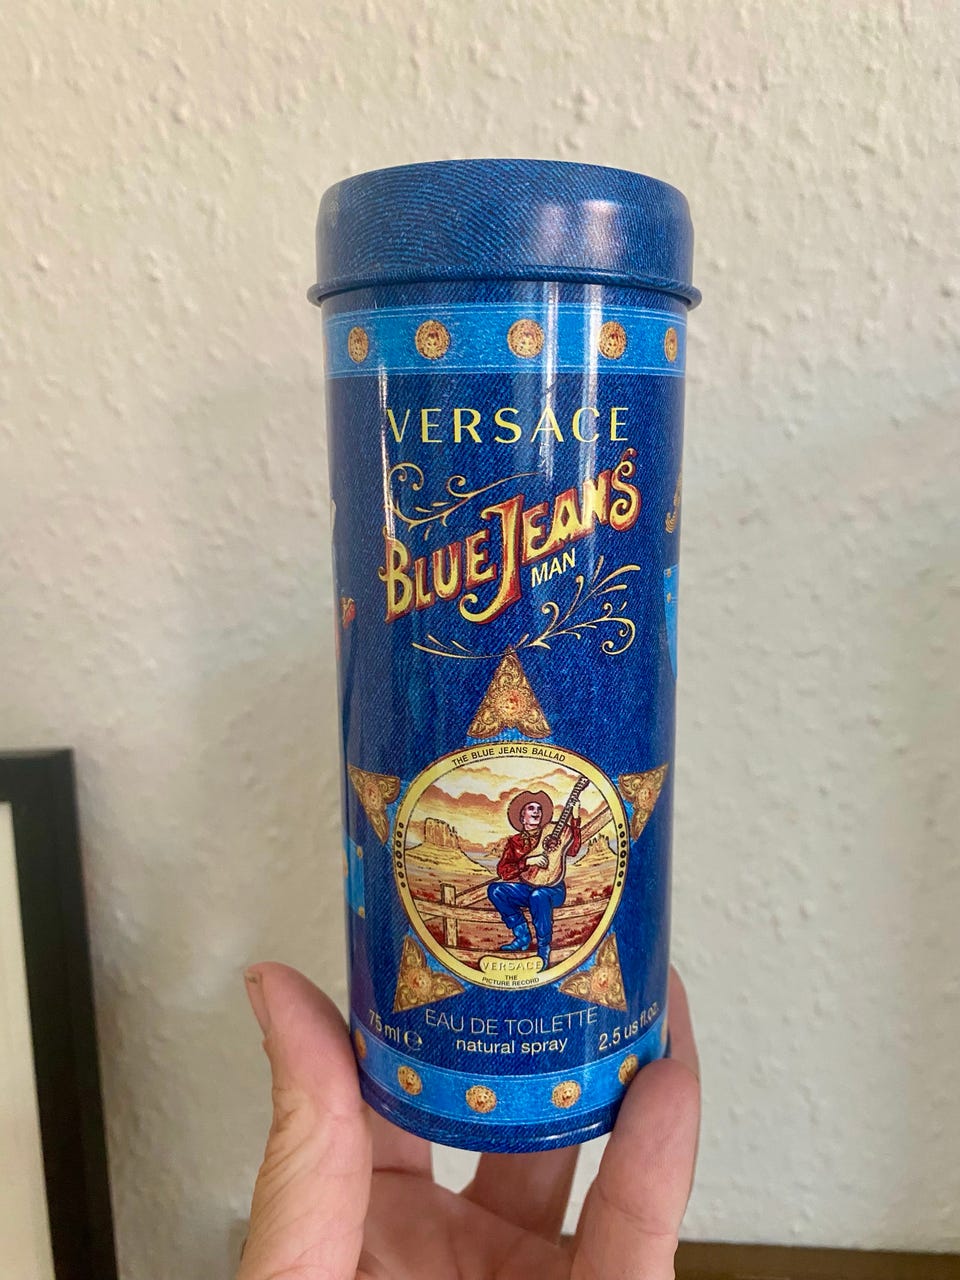 VERSACE
BLUE JEANS
MAN
THE BLUE JEANS BALLAD
VERSACE
THE
PICTURE RECORD
75 ml ℮ EAU DE TOILETTE 2.5 us fl.oz.
natural spray